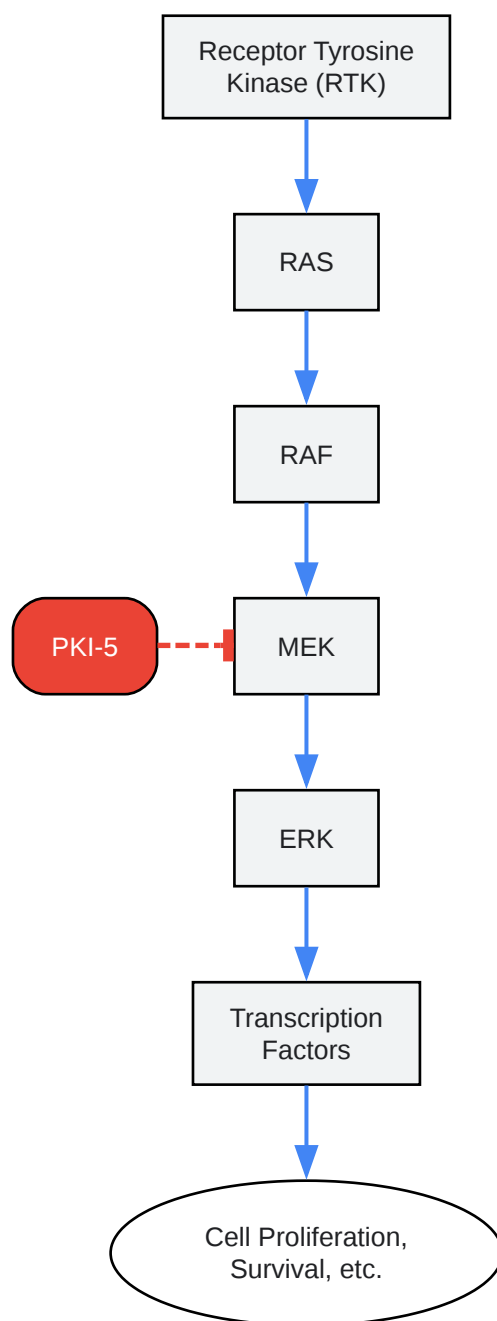 Receptor Tyrosine
Kinase (RTK)
RAS
RAF
PKI-5
MEK
ERK
Transcription
Factors
Cell Proliferation,
Survival, etc.